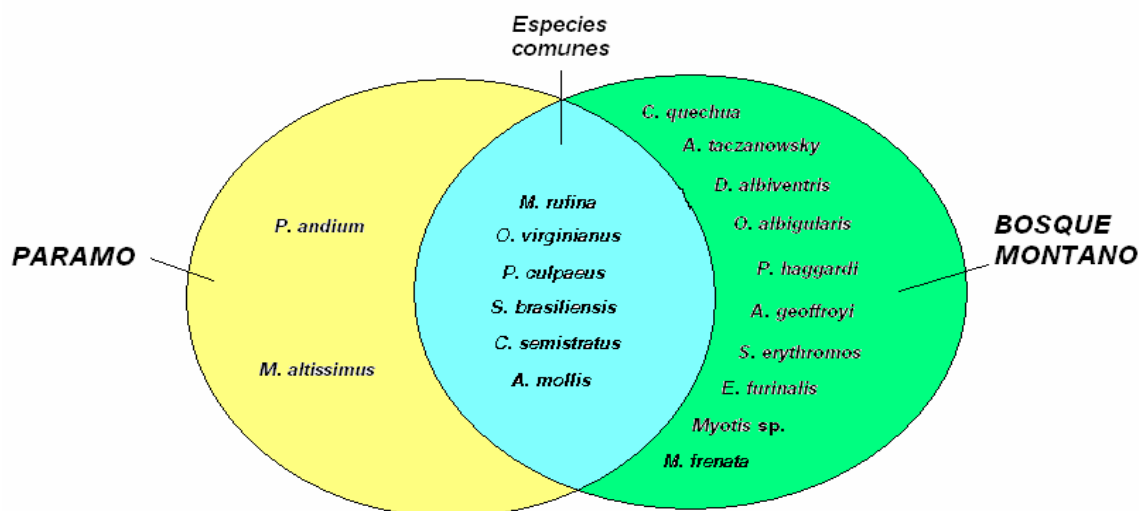 Especies
comunes
C. quechua
A. taczanowsky
D. albiventris
M. rufina
O. albigularis
P. andium
O. virginianus
BOSQUE
MONTANO
PARAMO
P. culpaeus
P. haggardi
S. brasiliensis
A. geoffroyi
C. semistratus
S. erythromos
M. altissimus
A. mollis
E. furinalis
Myotis sp.
M. frenata